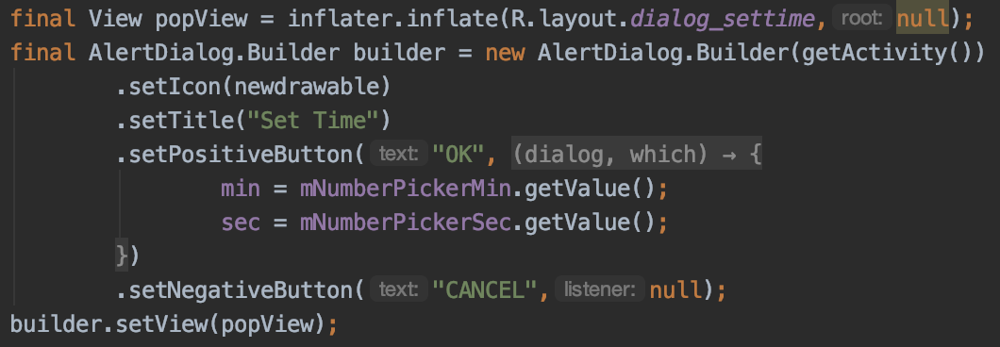 final View popView = inflater.inflate(R.layout.dialog_settime, root: null);
final AlertDialog.Builder builder = new AlertDialog.Builder(getActivity())
.setIcon(newdrawable)
.setTitle("Set Time")
.setPositiveButton( text: "OK", (dialog, which) → {
min = mNumberPickerMin.getValue();
sec = mNumberPickerSec.getValue();
})
.setNegativeButton( text: "CANCEL", listener: null);
builder.setView(popView);